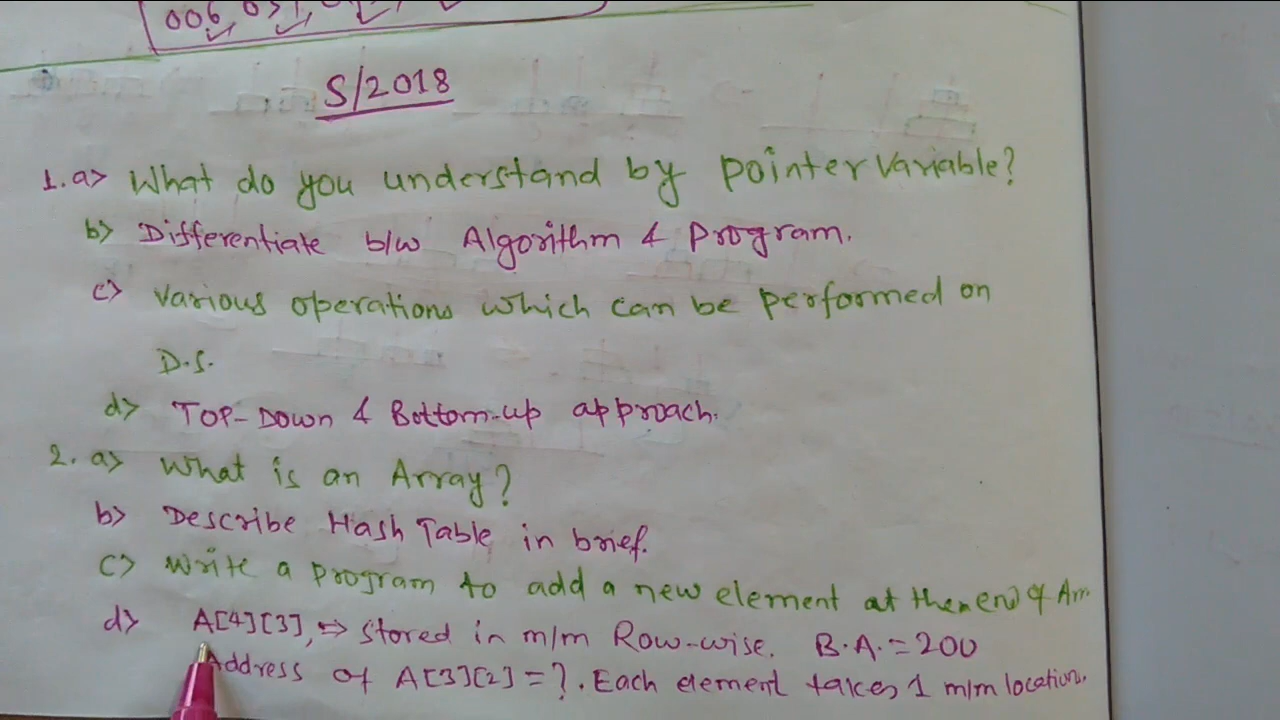 006,
S/2018
1. a> What do you understand by pointer variable?
b> Differentiate b/w Algorithm & program.
c> Various operations which can be performed on
D.S.
d> TOP-Down & Bottom-up approach.
2. a> What is an Array?
b> Describe Hash Table in brief.
c> Write a program to add a new element at the end of Arr
d> A[4][3], => stored in m/m Row-wise. B.A. = 200
Address of A[3][2] = ?. Each element takes 1 m/m location.